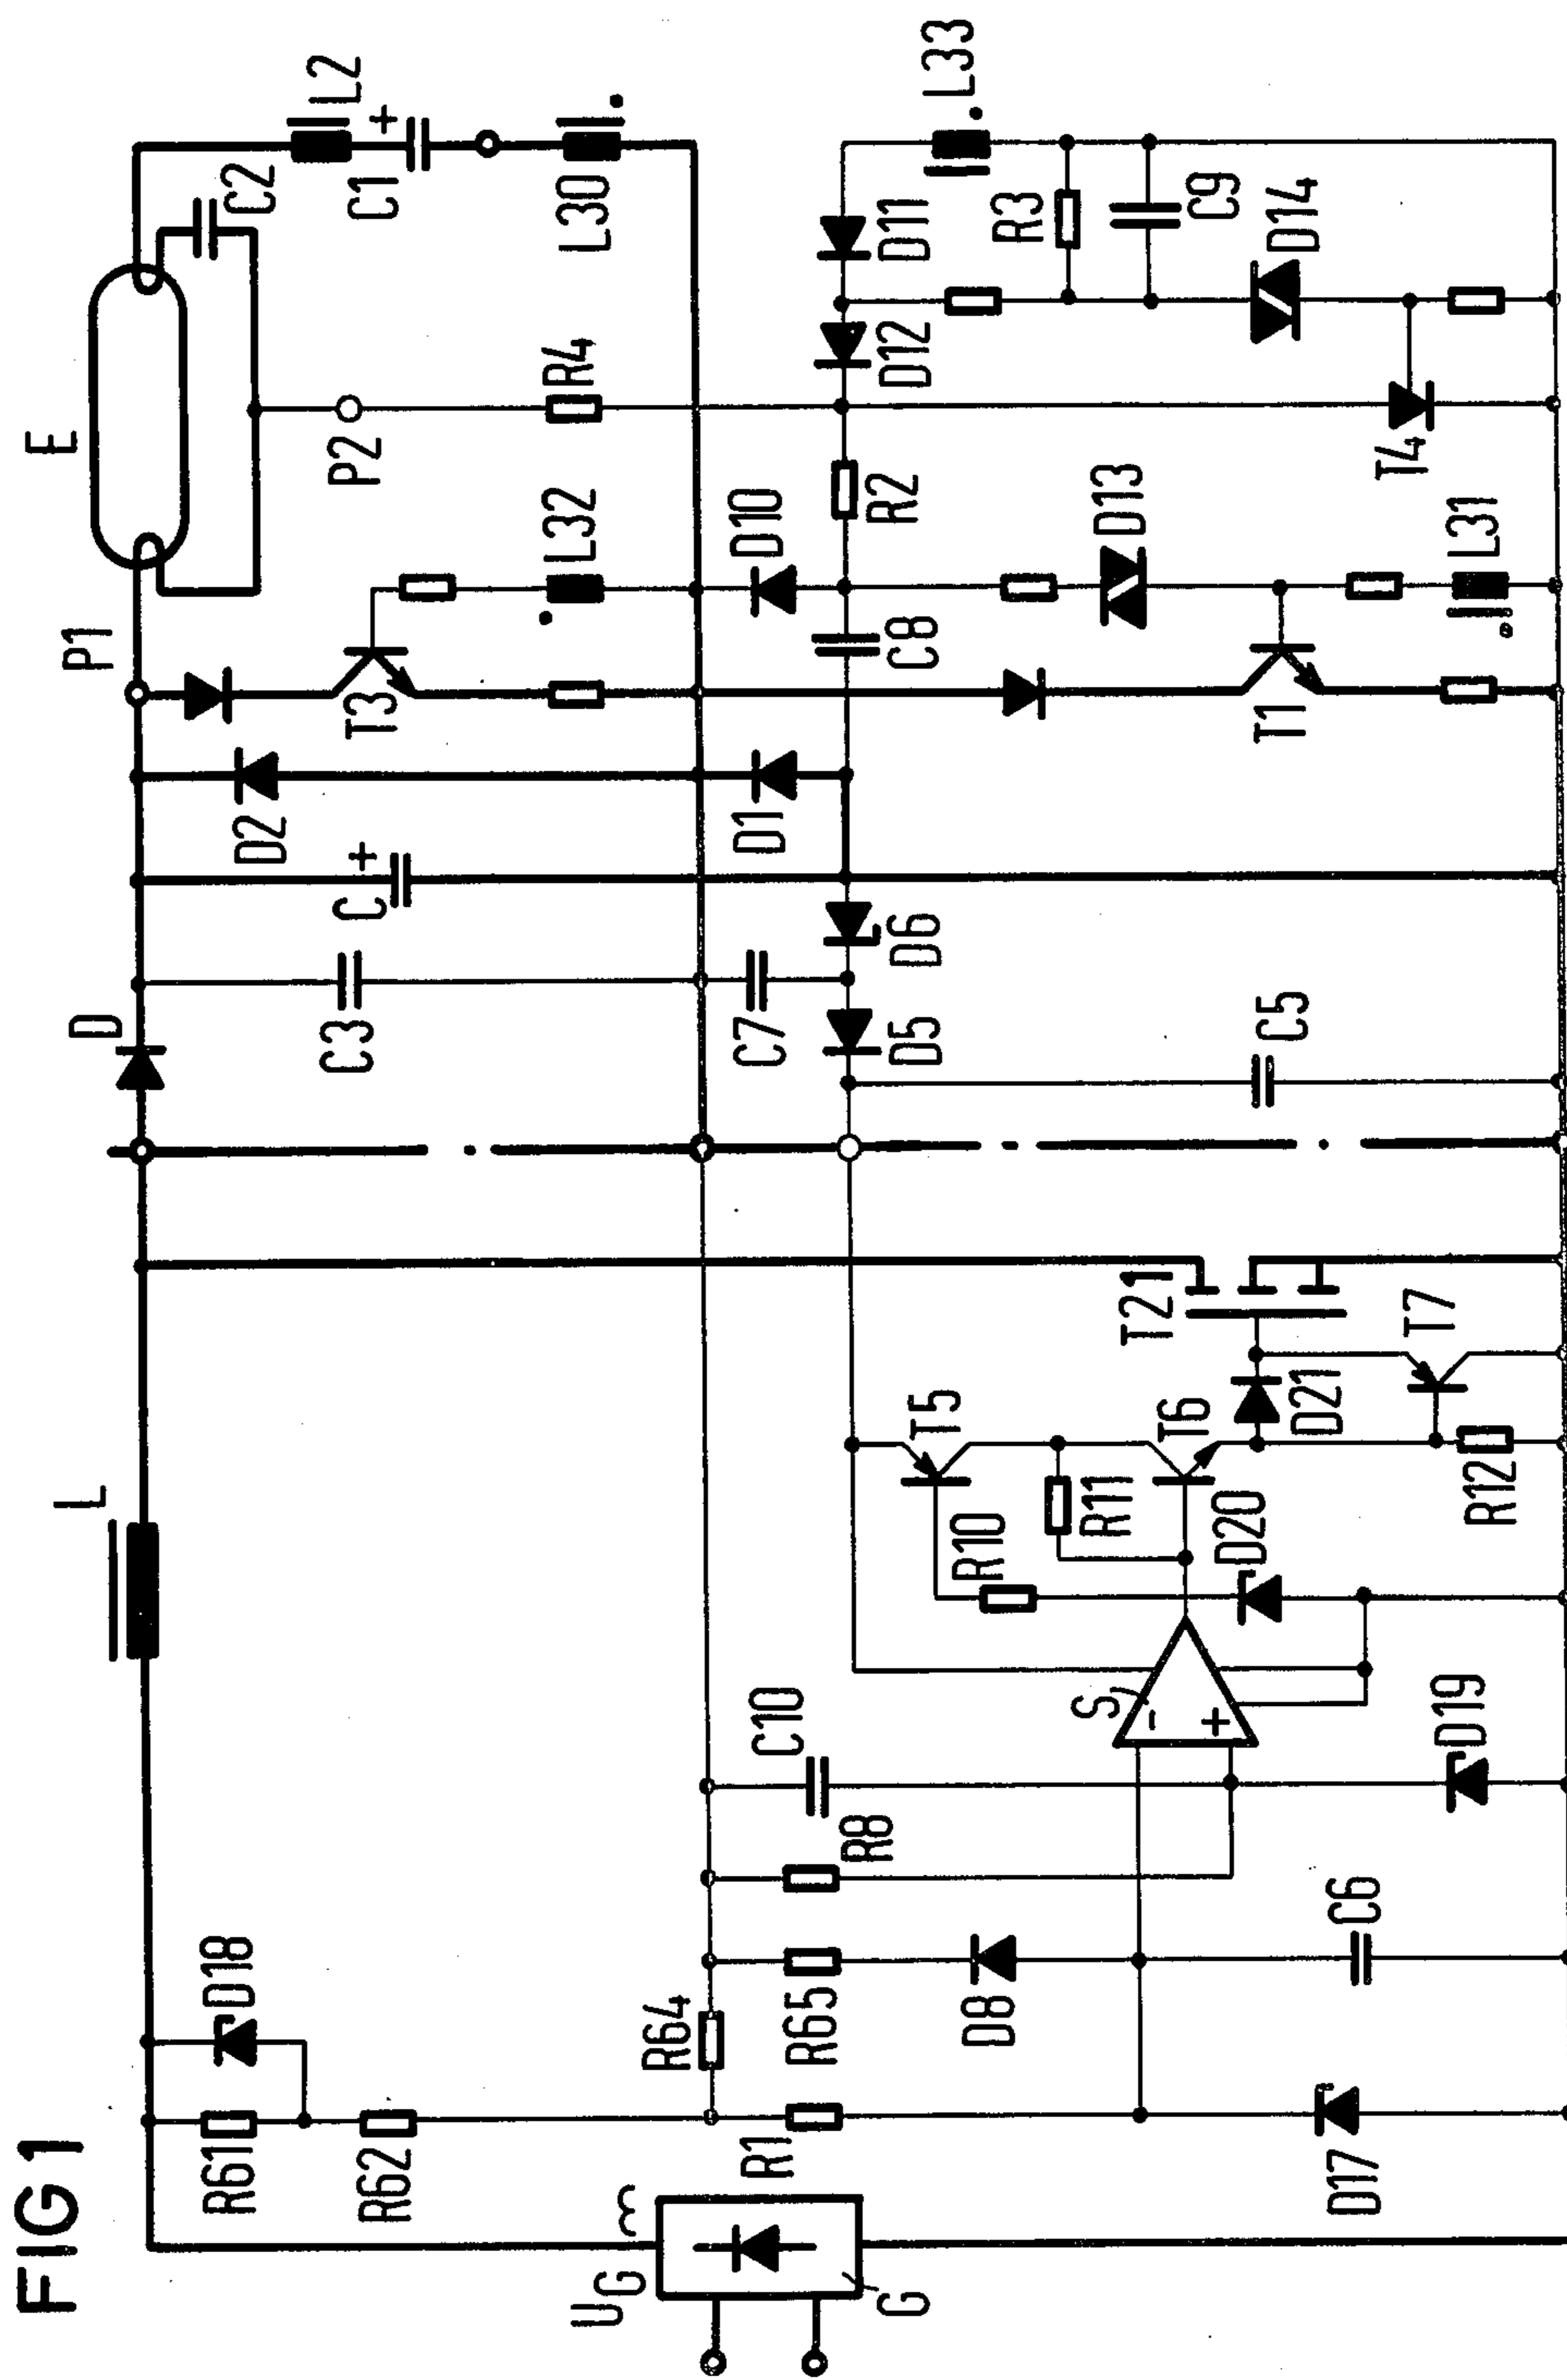 FIG 1
U G
G
R61
D18
R62
R64
R1
R65
D8
R8
C10
D17
C6
D19
L
S
-
+
R10
R11
D20
T5
T6
D21
R12
T21
T7
D
C3
C7
D5
D6
C5
C +
D2
D1
P1
T3
L32
D10
C8
R2
D13
T1
L31
E
P2
R4
C2
L2
C1 +
L30
D12
D11
R3
C9
D14
T4
L33